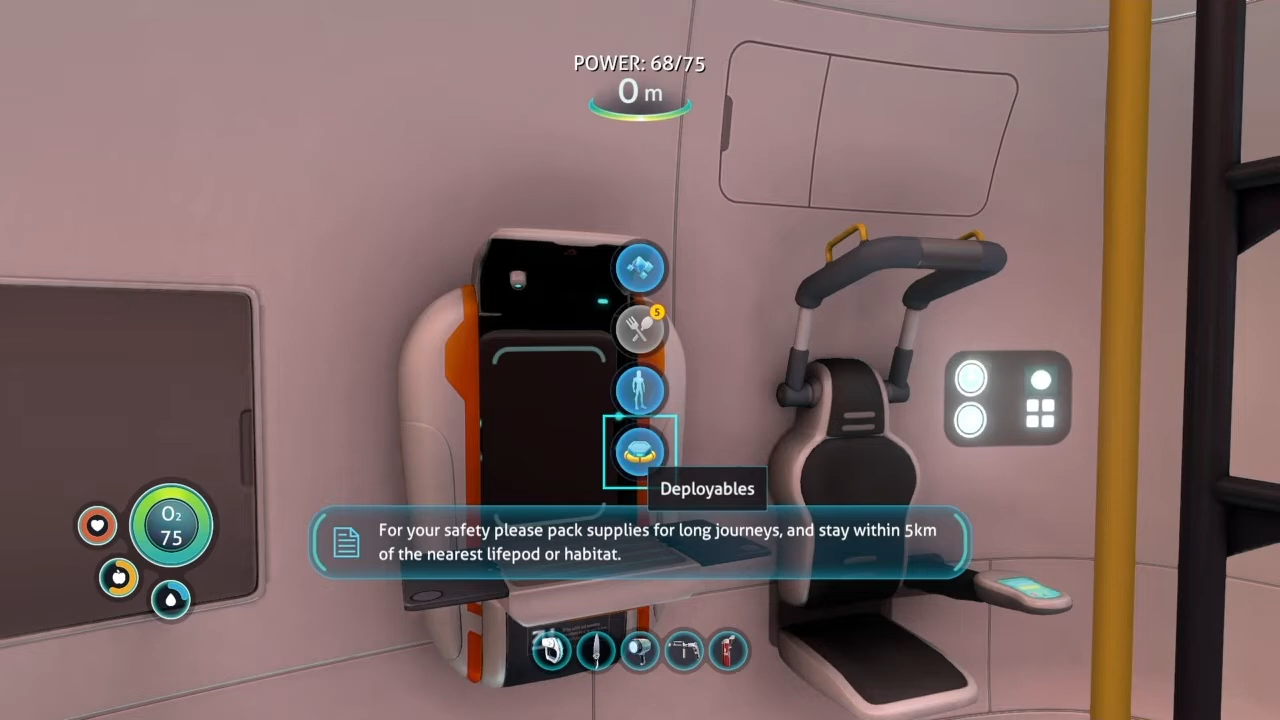 POWER: 68/75
0 m
5
Deployables
For your safety please pack supplies for long journeys, and stay within 5km
of the nearest lifepod or habitat.
O₂
75